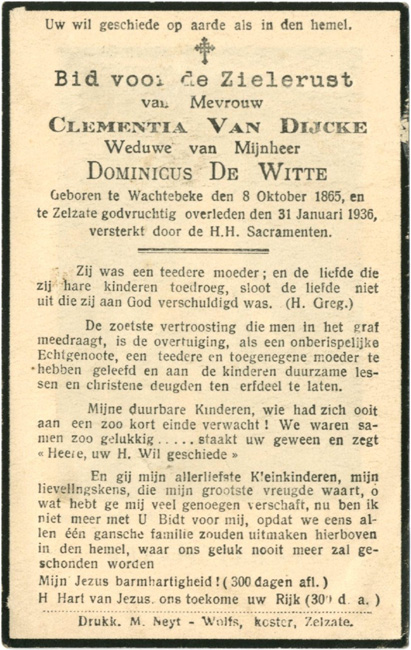 Uw wil geschiede op aarde als in den hemel.
Bid voor de Zielerust
van Mevrouw
CLEMENTIA VAN DIJCKE
Weduwe van Mijnheer
DOMINICUS DE WITTE
Geboren te Wachtebeke den 8 Oktober 1865, en
te Zelzate godvruchtig overleden den 31 Januari 1936,
versterkt door de H.H. Sacramenten.
Zij was een teedere moeder; en de liefde die
zij hare kinderen toedroeg, sloot de liefde niet
uit die zij aan God verschuldigd was. (H. Greg.)
De zoetste vertroosting die men in het graf
meedraagt, is de overtuiging, als een onberispelijke
Echtgenoote, een teedere en toegenegene moeder te
hebben geleefd en aan de kinderen duurzame les-
sen en christene deugden ten erfdeel te laten.
Mijne duurbare Kinderen, wie had zich ooit
aan een zoo kort einde verwacht! We waren sa-
men zoo gelukkig..... staakt uw geween en zegt
« Heere, uw H. Wil geschiede »
En gij mijn allerliefste Kleinkinderen, mijn
lievelingskens, die mijn grootste vreugde waart, o
wat hebt ge mij veel genoegen verschaft, nu ben ik
niet meer met U Bidt voor mij, opdat we eens al-
len één gansche familie zouden uitmaken hierboven
in den hemel, waar ons geluk nooit meer zal ge-
schonden worden
Mijn Jezus barmhartigheid! (300 dagen afl.)
H Hart van Jezus. ons toekome uw Rijk (300 d. a.)
Drukk. M. Neyt - Wulfs, koster, Zelzate.